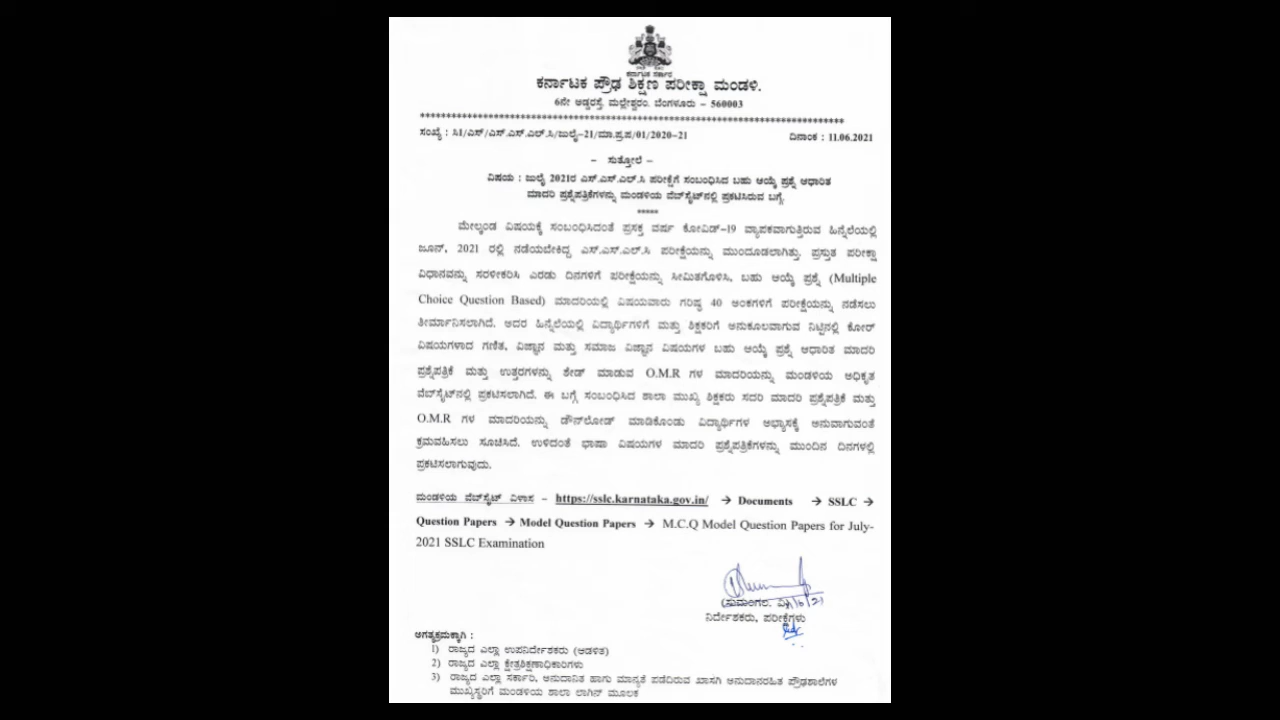 ಕರ್ನಾಟಕ ಸರ್ಕಾರ
ಕರ್ನಾಟಕ ಪ್ರೌಢ ಶಿಕ್ಷಣ ಪರೀಕ್ಷಾ ಮಂಡಳಿ.
6ನೇ ಅಡ್ಡರಸ್ತೆ, ಮಲ್ಲೇಶ್ವರಂ, ಬೆಂಗಳೂರು – 560003
ಸಂಖ್ಯೆ : ಸಿ1/ಎಸ್/ಎಸ್.ಎಸ್.ಎಲ್.ಸಿ/ಜುಲೈ-21/ಮಾ.ಪ್ರ.ಪ/01/2020-21 ದಿನಾಂಕ : 11.06.2021
– ಸುತ್ತೋಲೆ –
ವಿಷಯ : ಜುಲೈ 2021ರ ಎಸ್.ಎಸ್.ಎಲ್.ಸಿ ಪರೀಕ್ಷೆಗೆ ಸಂಬಂಧಿಸಿದ ಬಹು ಆಯ್ಕೆ ಪ್ರಶ್ನೆ ಆಧಾರಿತ
ಮಾದರಿ ಪ್ರಶ್ನೆಪತ್ರಿಕೆಗಳನ್ನು ಮಂಡಳಿಯ ವೆಬ್‌ಸೈಟ್‌ನಲ್ಲಿ ಪ್ರಕಟಿಸಿರುವ ಬಗ್ಗೆ.
*****
ಮೇಲ್ಕಂಡ ವಿಷಯಕ್ಕೆ ಸಂಬಂಧಿಸಿದಂತೆ ಪ್ರಸಕ್ತ ವರ್ಷ ಕೋವಿಡ್-19 ವ್ಯಾಪಕವಾಗುತ್ತಿರುವ ಹಿನ್ನೆಲೆಯಲ್ಲಿ
ಜೂನ್, 2021 ರಲ್ಲಿ ನಡೆಯಬೇಕಿದ್ದ ಎಸ್.ಎಸ್.ಎಲ್.ಸಿ ಪರೀಕ್ಷೆಯನ್ನು ಮುಂದೂಡಲಾಗಿತ್ತು. ಪ್ರಸ್ತುತ ಪರೀಕ್ಷಾ
ವಿಧಾನವನ್ನು ಸರಳೀಕರಿಸಿ ಎರಡು ದಿನಗಳಿಗೆ ಪರೀಕ್ಷೆಯನ್ನು ಸೀಮಿತಗೊಳಿಸಿ, ಬಹು ಆಯ್ಕೆ ಪ್ರಶ್ನೆ (Multiple
Choice Question Based) ಮಾದರಿಯಲ್ಲಿ ವಿಷಯವಾರು ಗರಿಷ್ಠ 40 ಅಂಕಗಳಿಗೆ ಪರೀಕ್ಷೆಯನ್ನು ನಡೆಸಲು
ತೀರ್ಮಾನಿಸಲಾಗಿದೆ. ಅದರ ಹಿನ್ನೆಲೆಯಲ್ಲಿ ವಿದ್ಯಾರ್ಥಿಗಳಿಗೆ ಮತ್ತು ಶಿಕ್ಷಕರಿಗೆ ಅನುಕೂಲವಾಗುವ ನಿಟ್ಟಿನಲ್ಲಿ ಕೋರ್
ವಿಷಯಗಳಾದ ಗಣಿತ, ವಿಜ್ಞಾನ ಮತ್ತು ಸಮಾಜ ವಿಜ್ಞಾನ ವಿಷಯಗಳ ಬಹು ಆಯ್ಕೆ ಪ್ರಶ್ನೆ ಆಧಾರಿತ ಮಾದರಿ
ಪ್ರಶ್ನೆಪತ್ರಿಕೆ ಮತ್ತು ಉತ್ತರಗಳನ್ನು ಶೇಡ್ ಮಾಡುವ O.M.R ಗಳ ಮಾದರಿಯನ್ನು ಮಂಡಳಿಯ ಅಧಿಕೃತ
ವೆಬ್‌ಸೈಟ್‌ನಲ್ಲಿ ಪ್ರಕಟಿಸಲಾಗಿದೆ. ಈ ಬಗ್ಗೆ ಸಂಬಂಧಿಸಿದ ಶಾಲಾ ಮುಖ್ಯ ಶಿಕ್ಷಕರು ಸದರಿ ಮಾದರಿ ಪ್ರಶ್ನೆಪತ್ರಿಕೆ ಮತ್ತು
O.M.R ಗಳ ಮಾದರಿಯನ್ನು ಡೌನ್‌ಲೋಡ್ ಮಾಡಿಕೊಂಡು ವಿದ್ಯಾರ್ಥಿಗಳ ಅಭ್ಯಾಸಕ್ಕೆ ಅನುವಾಗುವಂತೆ
ಕ್ರಮವಹಿಸಲು ಸೂಚಿಸಿದೆ. ಉಳಿದಂತೆ ಭಾಷಾ ವಿಷಯಗಳ ಮಾದರಿ ಪ್ರಶ್ನೆಪತ್ರಿಕೆಗಳನ್ನು ಮುಂದಿನ ದಿನಗಳಲ್ಲಿ
ಪ್ರಕಟಿಸಲಾಗುವುದು.
ಮಂಡಳಿಯ ವೆಬ್‌ಸೈಟ್ ವಿಳಾಸ – https://sslc.karnataka.gov.in/ → Documents → SSLC →
Question Papers → Model Question Papers → M.C.Q Model Question Papers for July-
2021 SSLC Examination
(ಸುಮಂಗಲ. ವಿ) 11/6/21
ನಿರ್ದೇಶಕರು, ಪರೀಕ್ಷೆಗಳು
ಅಗತ್ಯಕ್ರಮಕ್ಕಾಗಿ :
1) ರಾಜ್ಯದ ಎಲ್ಲಾ ಉಪನಿರ್ದೇಶಕರು (ಆಡಳಿತ)
2) ರಾಜ್ಯದ ಎಲ್ಲಾ ಕ್ಷೇತ್ರಶಿಕ್ಷಣಾಧಿಕಾರಿಗಳು
3) ರಾಜ್ಯದ ಎಲ್ಲಾ ಸರ್ಕಾರಿ, ಅನುದಾನಿತ ಹಾಗು ಮಾನ್ಯತೆ ಪಡೆದಿರುವ ಖಾಸಗಿ ಅನುದಾನರಹಿತ ಪ್ರೌಢಶಾಲೆಗಳ
ಮುಖ್ಯಸ್ಥರಿಗೆ ಮಂಡಳಿಯ ಶಾಲಾ ಲಾಗಿನ್ ಮೂಲಕ